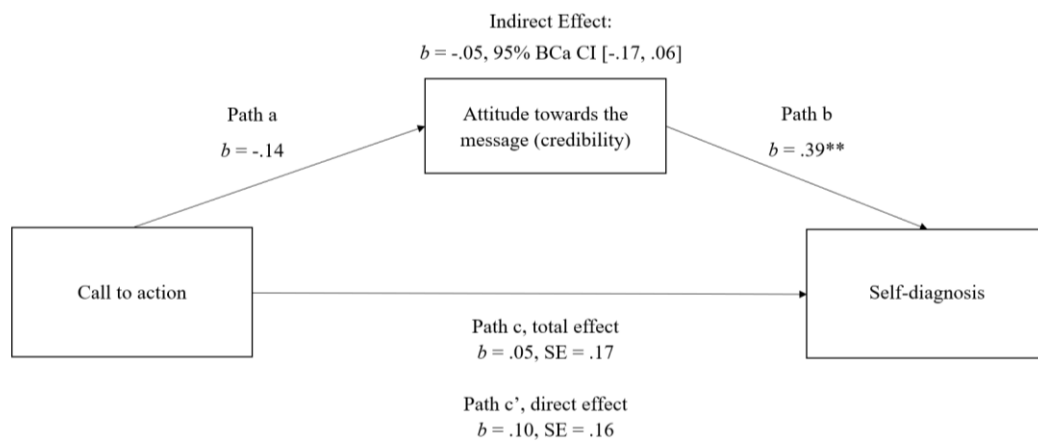 Indirect Effect:
b = -.05, 95% BCa CI [-.17, .06]
Path a
b = -.14
Attitude towards the
message (credibility)
Path b
b = .39**
Call to action
Self-diagnosis
Path c, total effect
b = .05, SE = .17
Path c’, direct effect
b = .10, SE = .16